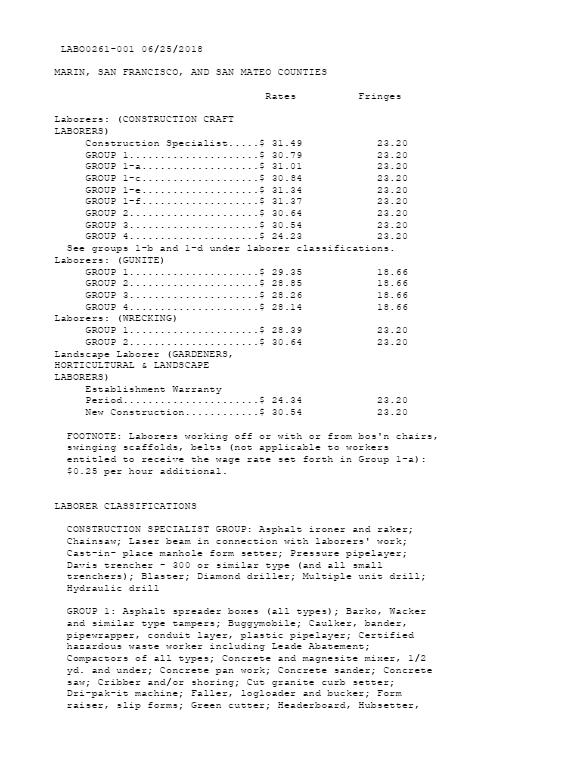 LABO0261-001 06/25/2018
MARIN, SAN FRANCISCO, AND SAN MATEO COUNTIES
Rates Fringes
Laborers: (CONSTRUCTION CRAFT
LABORERS)
Construction Specialist.....$ 31.49 23.20
GROUP 1.....................$ 30.79 23.20
GROUP 1-a...................$ 31.01 23.20
GROUP 1-c...................$ 30.84 23.20
GROUP 1-e...................$ 31.34 23.20
GROUP 1-f...................$ 31.37 23.20
GROUP 2.....................$ 30.64 23.20
GROUP 3.....................$ 30.54 23.20
GROUP 4.....................$ 24.23 23.20
See groups 1-b and 1-d under laborer classifications.
Laborers: (GUNITE)
GROUP 1.....................$ 29.35 18.66
GROUP 2.....................$ 28.85 18.66
GROUP 3.....................$ 28.26 18.66
GROUP 4.....................$ 28.14 18.66
Laborers: (WRECKING)
GROUP 1.....................$ 28.39 23.20
GROUP 2.....................$ 30.64 23.20
Landscape Laborer (GARDENERS,
HORTICULTURAL & LANDSCAPE
LABORERS)
Establishment Warranty
Period......................$ 24.34 23.20
New Construction............$ 30.54 23.20
FOOTNOTE: Laborers working off or with or from bos'n chairs,
swinging scaffolds, belts (not applicable to workers
entitled to receive the wage rate set forth in Group 1-a):
$0.25 per hour additional.
LABORER CLASSIFICATIONS
CONSTRUCTION SPECIALIST GROUP: Asphalt ironer and raker;
Chainsaw; Laser beam in connection with laborers' work;
Cast-in- place manhole form setter; Pressure pipelayer;
Davis trencher - 300 or similar type (and all small
trenchers); Blaster; Diamond driller; Multiple unit drill;
Hydraulic drill
GROUP 1: Asphalt spreader boxes (all types); Barko, Wacker
and similar type tampers; Buggymobile; Caulker, bander,
pipewrapper, conduit layer, plastic pipelayer; Certified
hazardous waste worker including Leade Abatement;
Compactors of all types; Concrete and magnesite mixer, 1/2
yd. and under; Concrete pan work; Concrete sander; Concrete
saw; Cribber and/or shoring; Cut granite curb setter;
Dri-pak-it machine; Faller, logloader and bucker; Form
raiser, slip forms; Green cutter; Headerboard, Hubsetter,